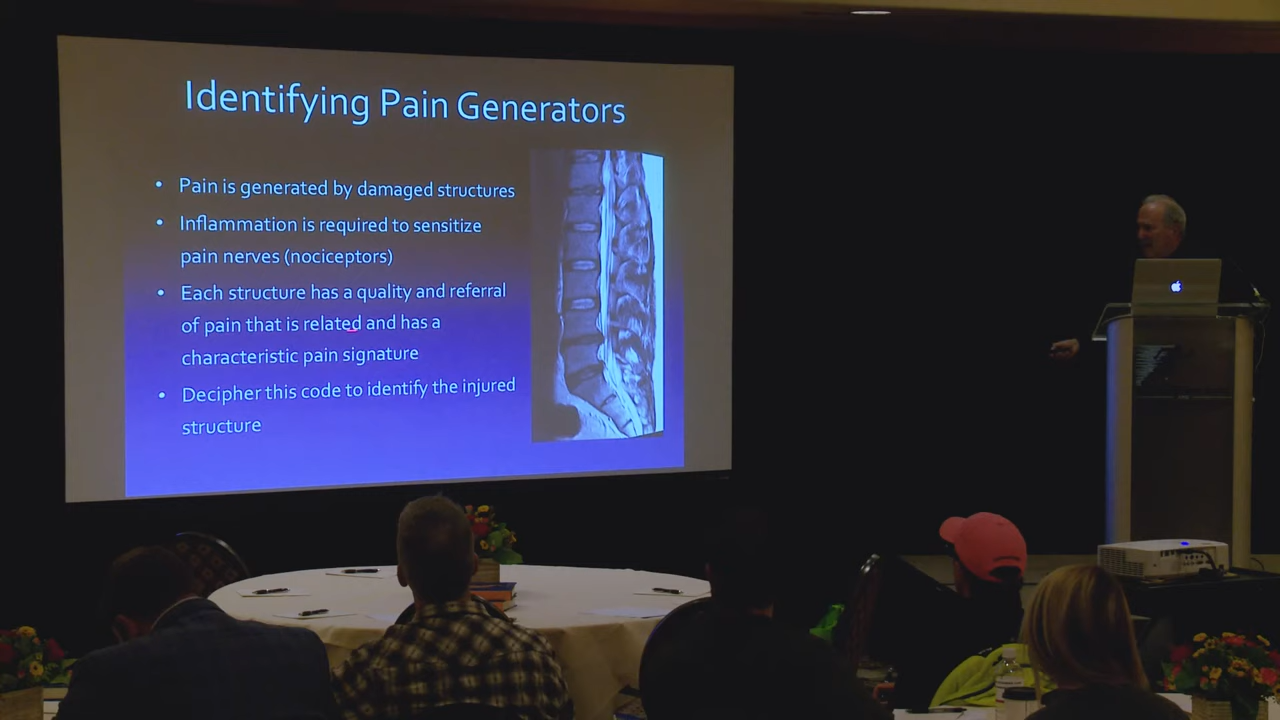 Identifying Pain Generators
• Pain is generated by damaged structures
• Inflammation is required to sensitize
pain nerves (nociceptors)
• Each structure has a quality and referral
of pain that is related and has a
characteristic pain signature
• Decipher this code to identify the injured
structure